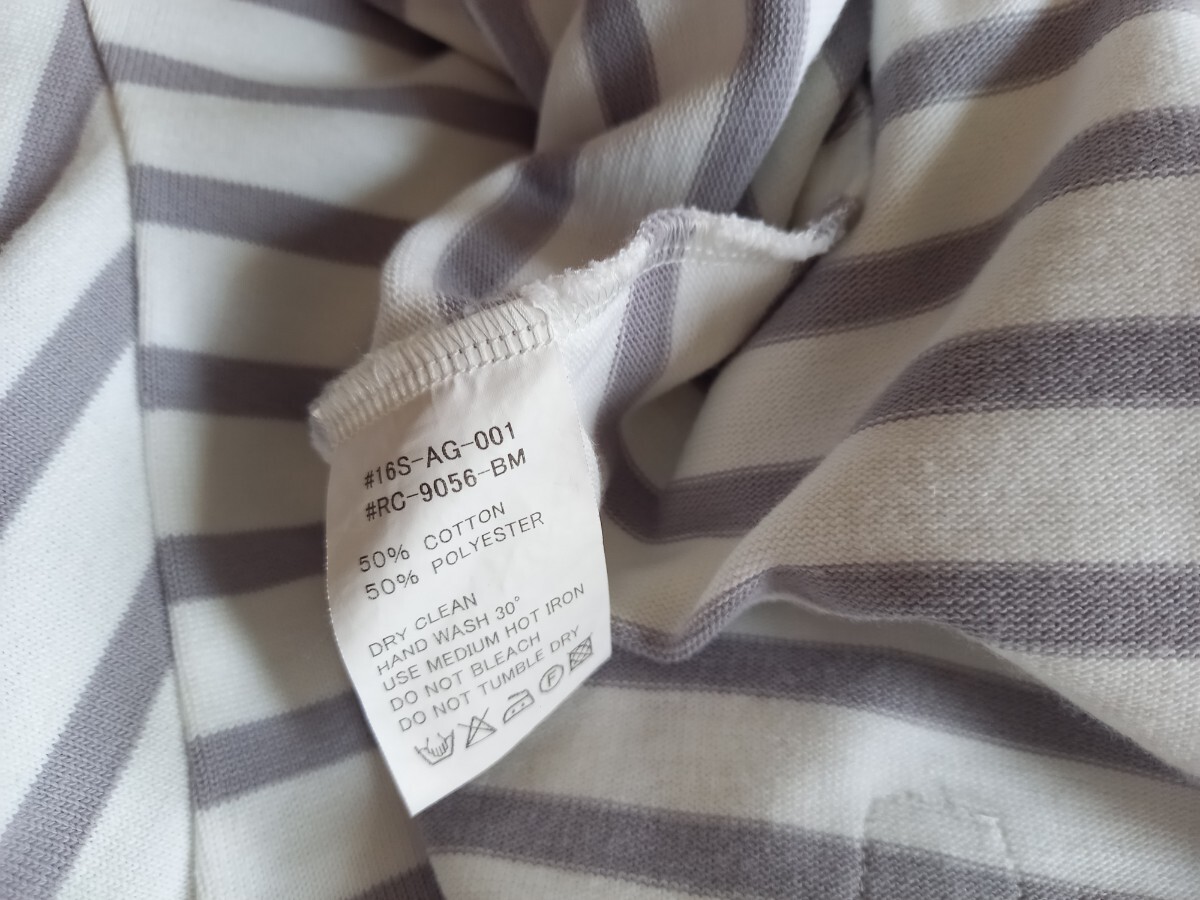 #16S-AG-001
#RC-9056-BM
50% COTTON
50% POLYESTER
DRY CLEAN
HAND WASH 30°
USE MEDIUM HOT IRON
DO NOT BLEACH
DO NOT TUMBLE DRY
F